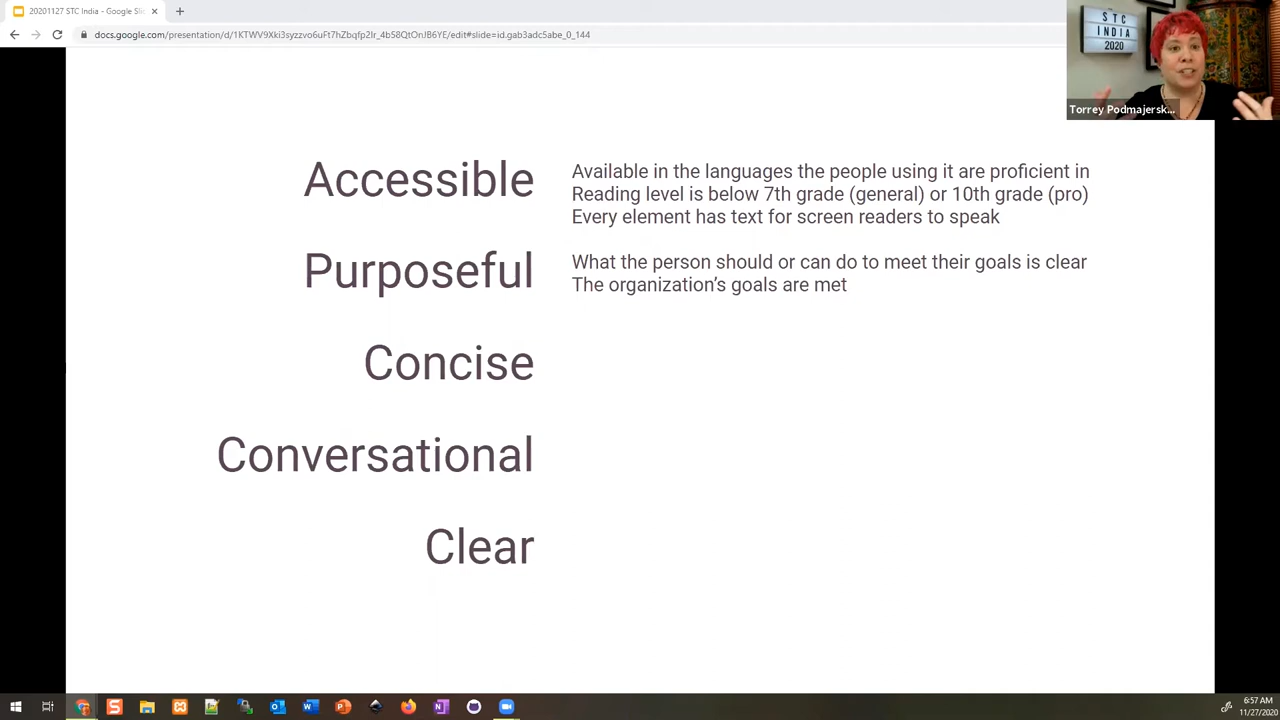 20201127 STC India - Google Sli
docs.google.com/presentation/d/1KTWV9Xki3syzzvo6uFt7hZbqfp2Ir_4b58QtOnJB6YE/edit#slide=id.gab3adc5abe_0_144
STC
INDIA
2020
Torrey Podmajersk...
Accessible
Available in the languages the people using it are proficient in
Reading level is below 7th grade (general) or 10th grade (pro)
Every element has text for screen readers to speak
Purposeful
What the person should or can do to meet their goals is clear
The organization’s goals are met
Concise
Conversational
Clear
6:57 AM
11/27/2020